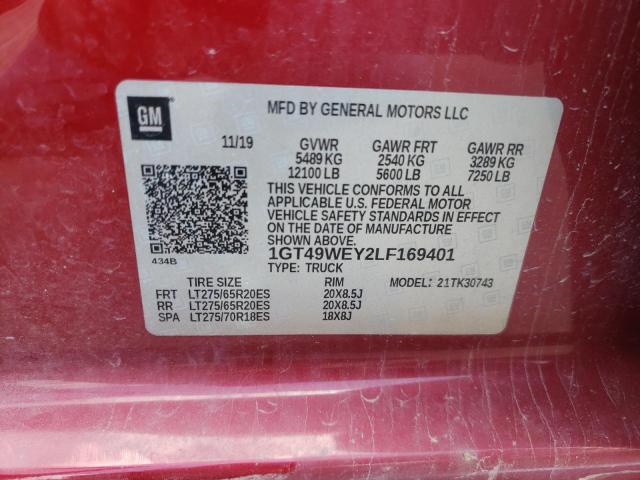 GM
MFD BY GENERAL MOTORS LLC
11/19 GVWR GAWR FRT GAWR RR
5489 KG 2540 KG 3289 KG
12100 LB 5600 LB 7250 LB
THIS VEHICLE CONFORMS TO ALL
APPLICABLE U.S. FEDERAL MOTOR
VEHICLE SAFETY STANDARDS IN EFFECT
ON THE DATE OF MANUFACTURE
SHOWN ABOVE.
434B 1GT49WEY2LF169401
TYPE: TRUCK
TIRE SIZE RIM MODEL: 21TK30743
FRT LT275/65R20ES 20X8.5J
RR LT275/65R20ES 20X8.5J
SPA LT275/70R18ES 18X8J